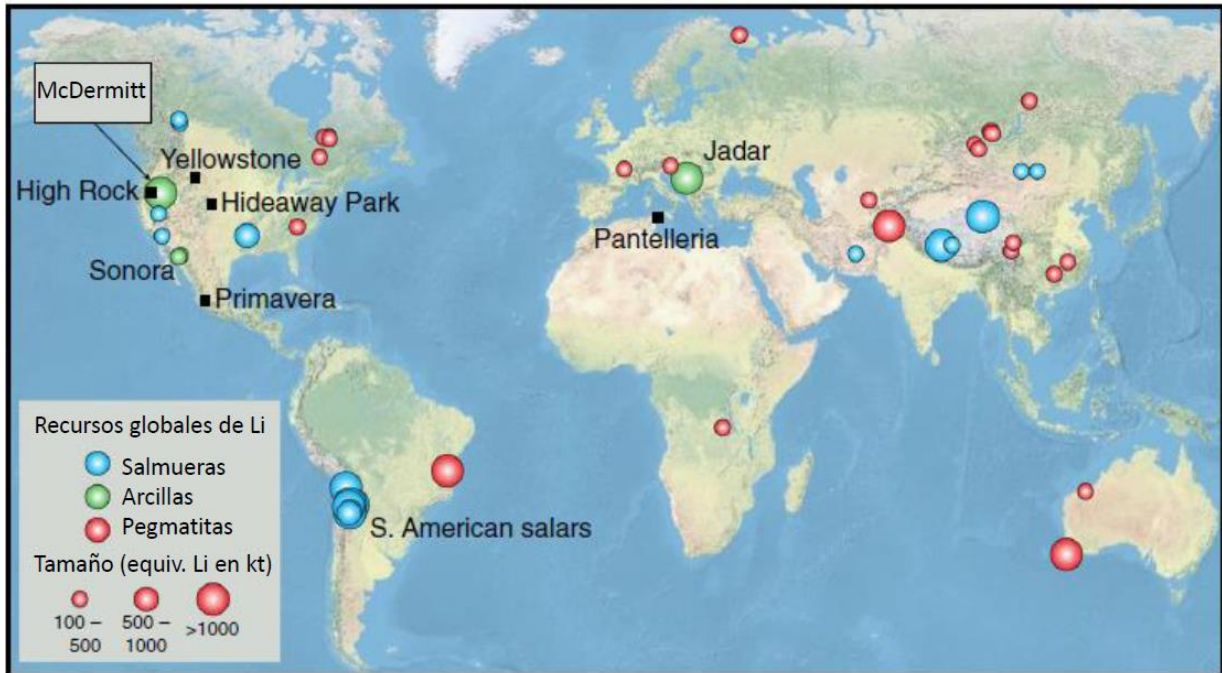 McDermitt
Yellowstone
High Rock
Hideaway Park
Sonora
Primavera
Jadar
Pantelleria
S. American salars
Recursos globales de Li
Salmueras
Arcillas
Pegmatitas
Tamaño (equiv. Li en kt)
100 – 500 – >1000
500 1000